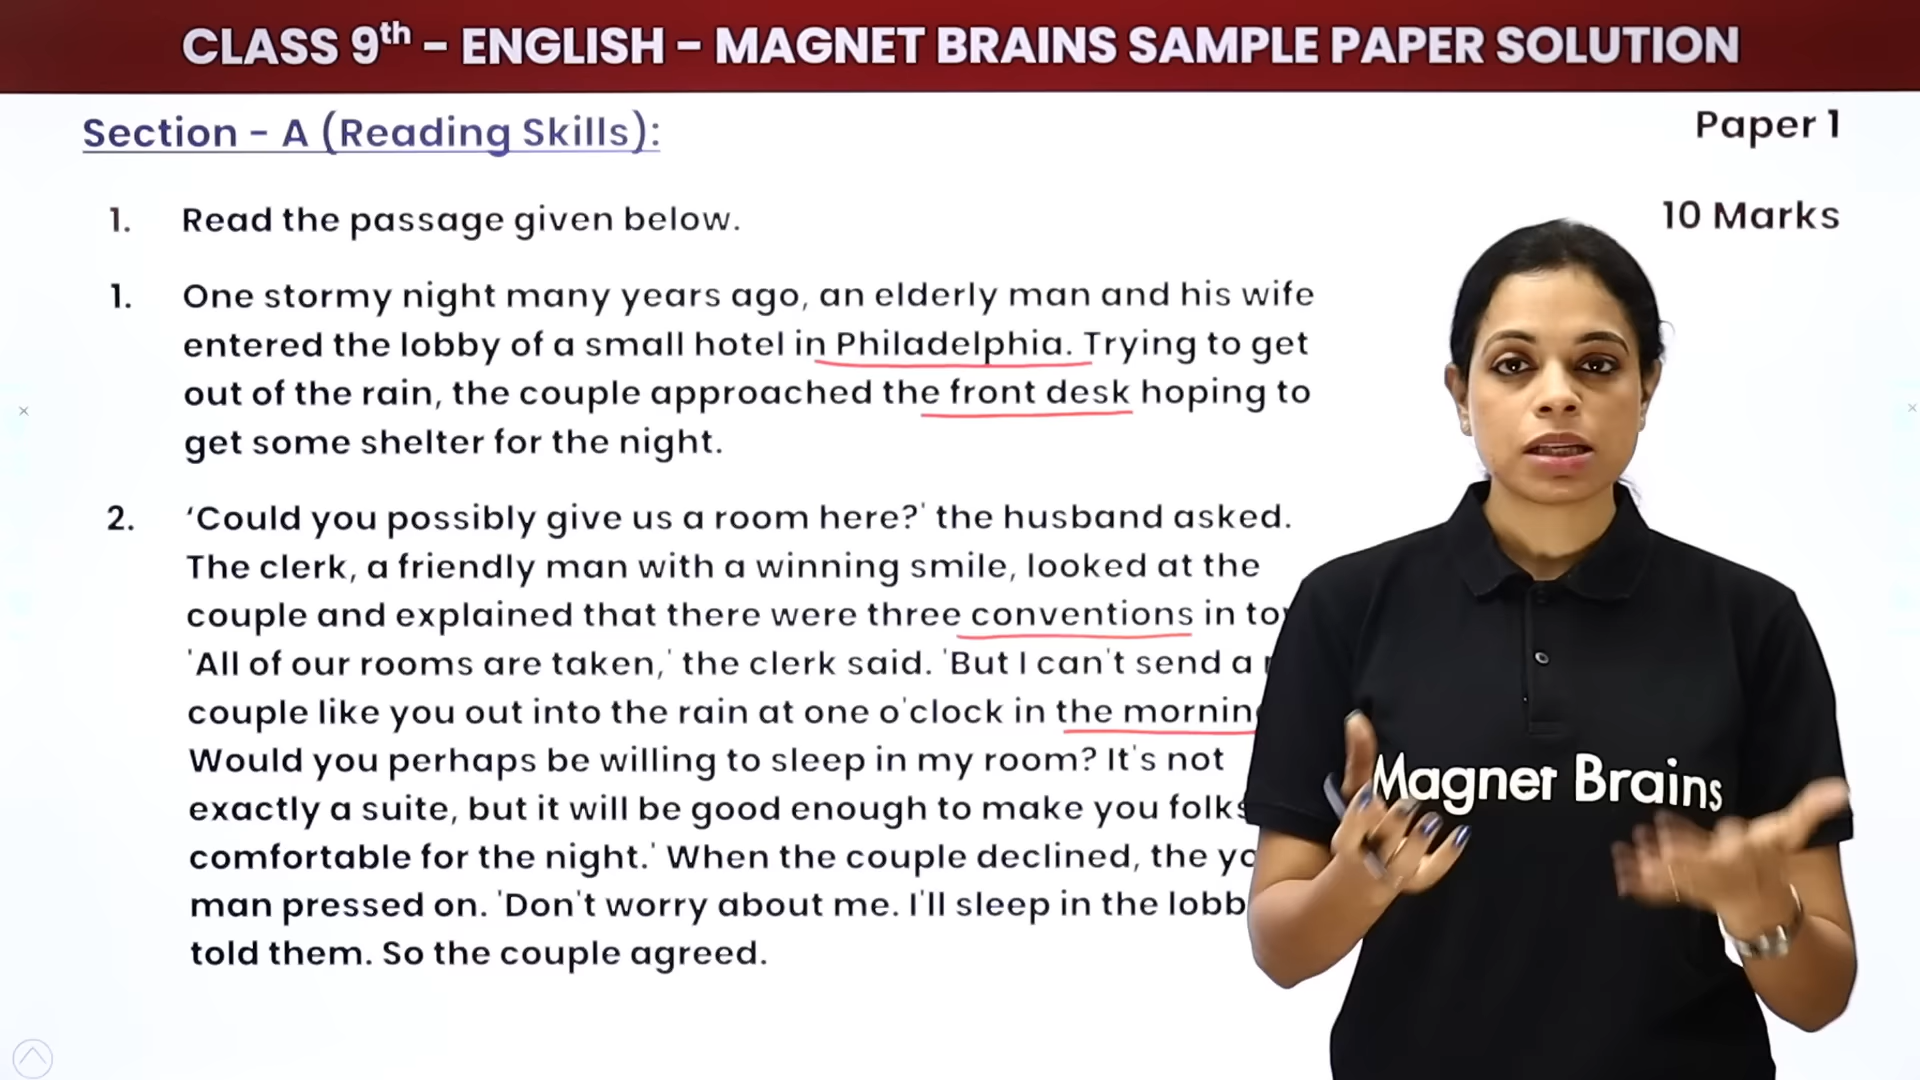 CLASS 9th – ENGLISH – MAGNET BRAINS SAMPLE PAPER SOLUTION
Section - A (Reading Skills):
Paper 1
1. Read the passage given below.
10 Marks
1. One stormy night many years ago, an elderly man and his wife
entered the lobby of a small hotel in Philadelphia. Trying to get
out of the rain, the couple approached the front desk hoping to
get some shelter for the night.
2. ‘Could you possibly give us a room here?' the husband asked.
The clerk, a friendly man with a winning smile, looked at the
couple and explained that there were three conventions in
'All of our rooms are taken,' the clerk said. 'But I can't send a
couple like you out into the rain at one o'clock in the
Would you perhaps be willing to sleep in my room? It's not
exactly a suite, but it will be good enough to make you folks
comfortable for the night.' When the couple declined, the
man pressed on. 'Don't worry about me. I'll sleep in the
told them. So the couple agreed.
Magnet Brains